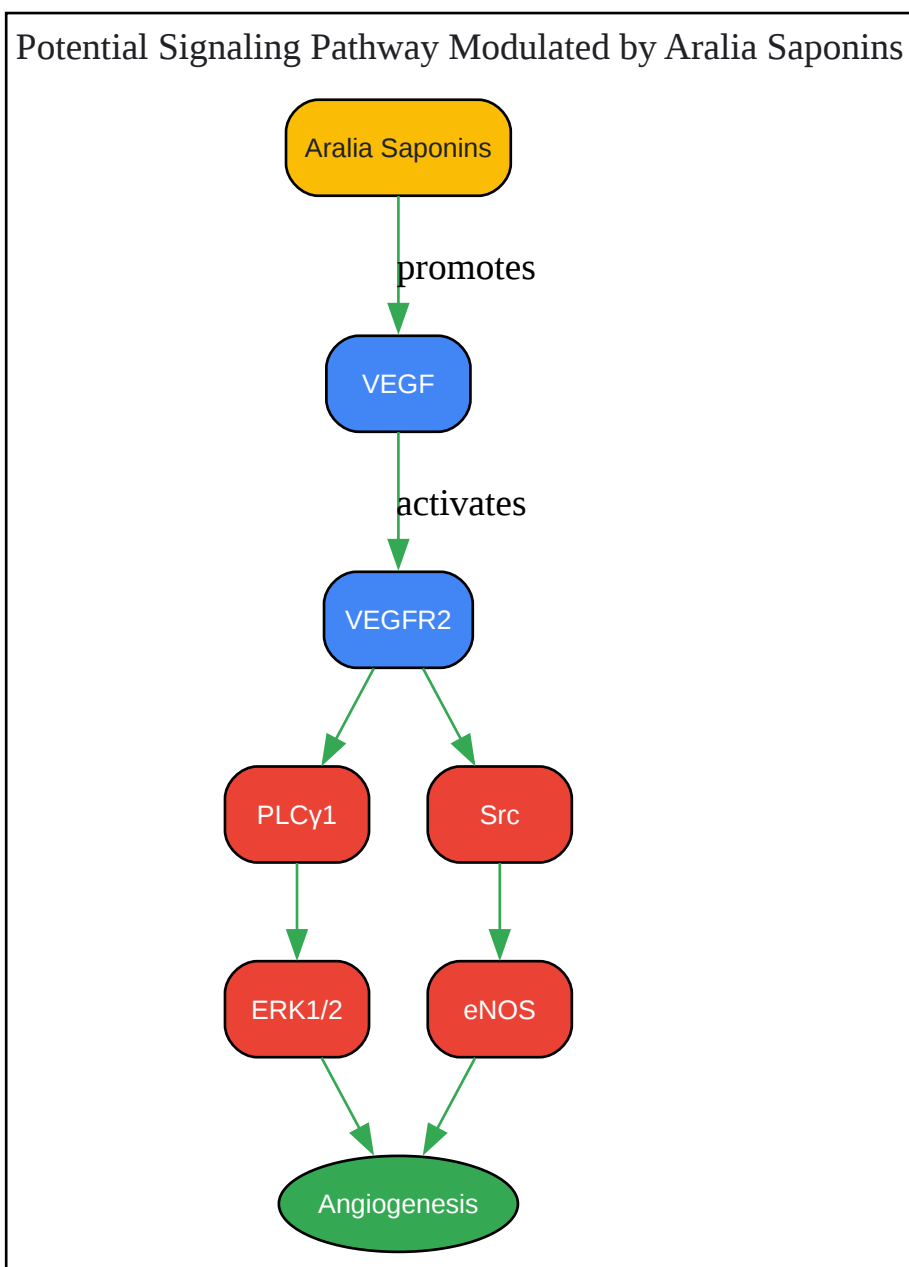 Potential Signaling Pathway Modulated by Aralia Saponins
Aralia Saponins
promotes
VEGF
activates
VEGFR2
PLCγ1
Src
ERK1/2
eNOS
Angiogenesis